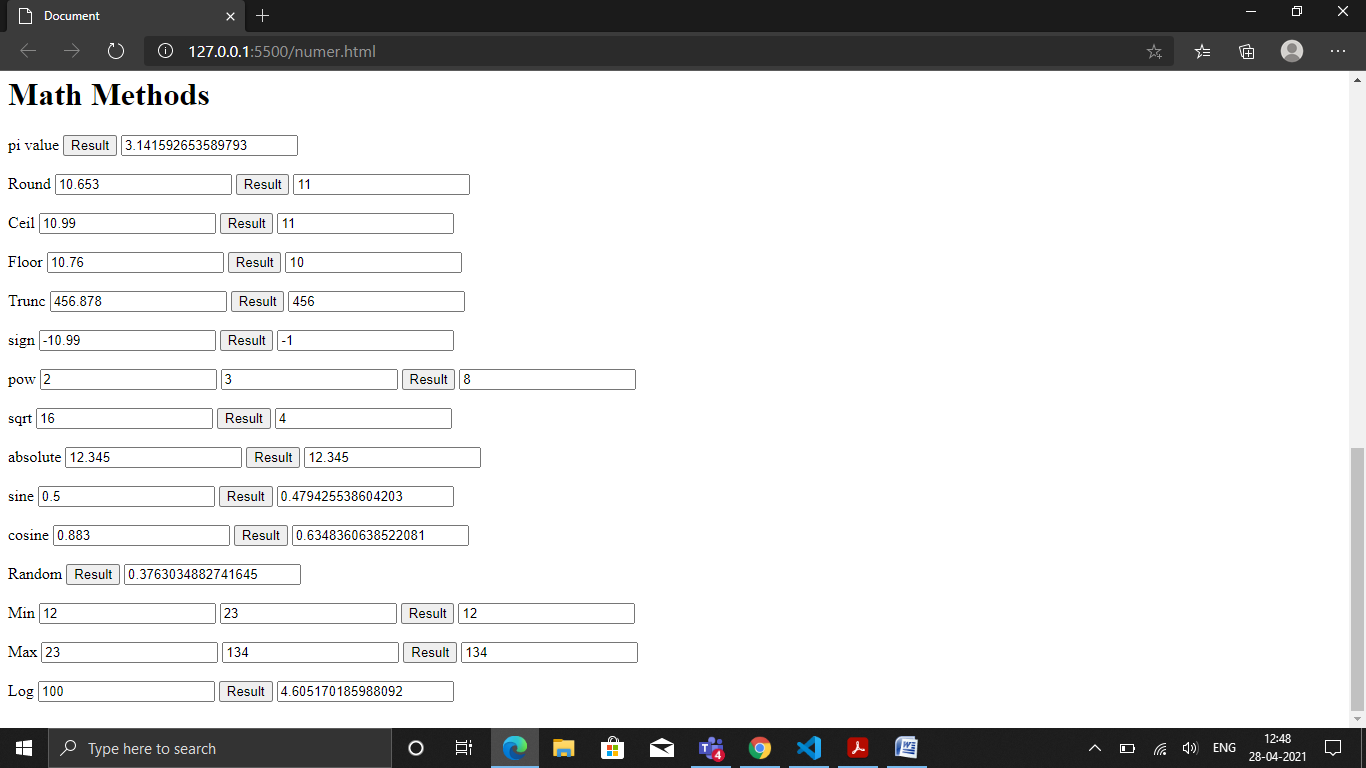 Document
127.0.0.1:5500/numer.html
Math Methods
pi value Result 3.141592653589793
Round 10.653 Result 11
Ceil 10.99 Result 11
Floor 10.76 Result 10
Trunc 456.878 Result 456
sign -10.99 Result -1
pow 2 3 Result 8
sqrt 16 Result 4
absolute 12.345 Result 12.345
sine 0.5 Result 0.479425538604203
cosine 0.883 Result 0.6348360638522081
Random Result 0.3763034882741645
Min 12 23 Result 12
Max 23 134 Result 134
Log 100 Result 4.605170185988092
Type here to search
4
ENG
12:48
28-04-2021